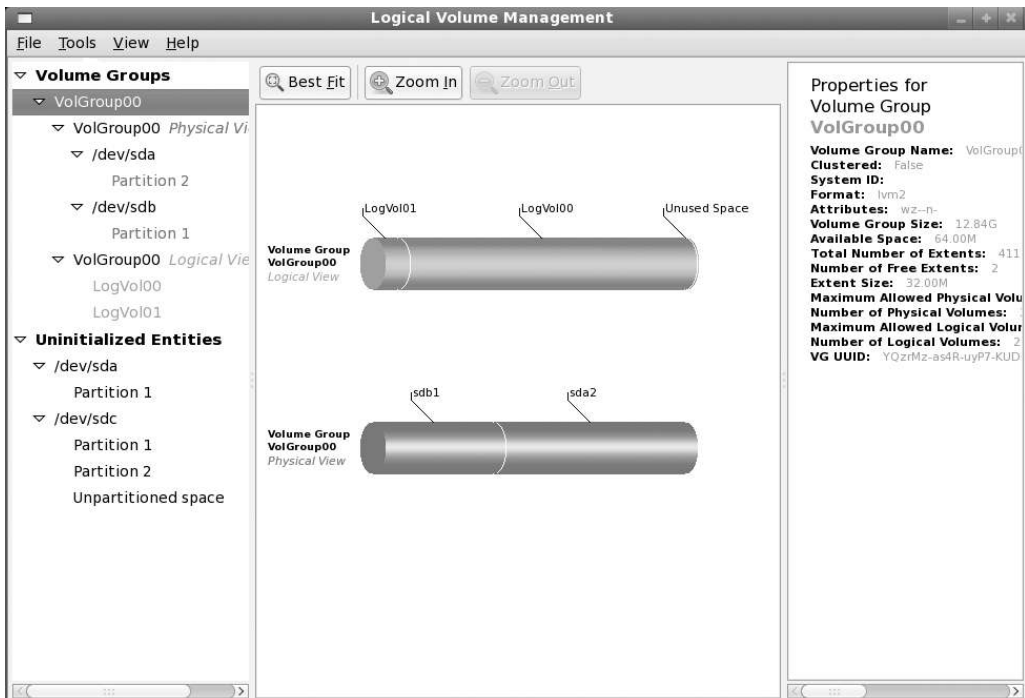 Logical Volume Management
File Tools View Help
Volume Groups
VolGroup00
VolGroup00 Physical Vi
/dev/sda
Partition 2
/dev/sdb
Partition 1
VolGroup00 Logical Vie
LogVol00
LogVol01
Uninitialized Entities
/dev/sda
Partition 1
/dev/sdc
Partition 1
Partition 2
Unpartitioned space
Best Fit Zoom In Zoom Out
LogVol01 LogVol00 Unused Space
Volume Group
VolGroup00
Logical View
sdb1 sda2
Volume Group
VolGroup00
Physical View
Properties for
Volume Group
VolGroup00
Volume Group Name: VolGroup0
Clustered: False
System ID:
Format: lvm2
Attributes: wz--n-
Volume Group Size: 12.84G
Available Space: 64.00M
Total Number of Extents: 411
Number of Free Extents: 2
Extent Size: 32.00M
Maximum Allowed Physical Volu
Number of Physical Volumes:
Maximum Allowed Logical Volur
Number of Logical Volumes: 2
VG UUID: YQzrMz-as4R-uyP7-KUD